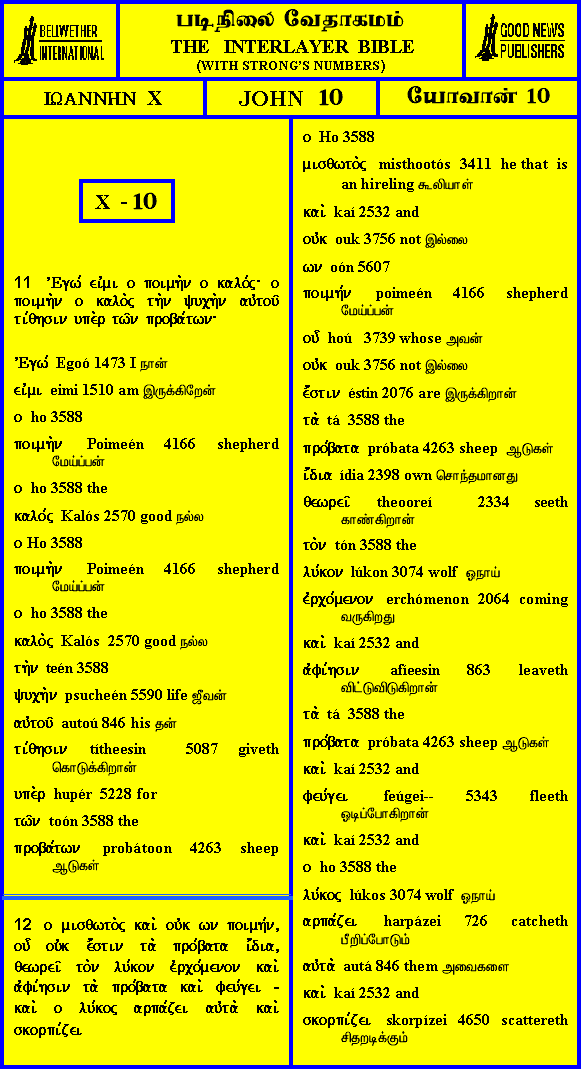 BELLWETHER
INTERNATIONAL
படிநிலை வேதாகமம்
THE INTERLAYER BIBLE
(WITH STRONG'S NUMBERS)
GOOD NEWS
PUBLISHERS
ΙΩΑΝΝΗΝ X
JOHN 10
யோவான் 10
X - 10
11 Ἐγώ εἰμι ο ποιμὴν ο καλός· ο
ποιμὴν ο καλὸς τὴν ψυχὴν αὐτοῦ
τίθησιν υπὲρ τῶν προβάτων·
Ἐγώ Egoó 1473 I நான்
εἰμι eimi 1510 am இருக்கிறேன்
ο ho 3588
ποιμὴν Poimeén 4166 shepherd
மேய்ப்பன்
ο ho 3588 the
καλός Kalós 2570 good நல்ல
ο Ho 3588
ποιμὴν Poimeén 4166 shepherd
மேய்ப்பன்
ο ho 3588 the
καλὸς Kalós 2570 good நல்ல
τὴν teén 3588
ψυχὴν psucheén 5590 life ஜீவன்
αὐτοῦ autoú 846 his தன்
τίθησιν títheesin 5087 giveth
கொடுக்கிறான்
υπὲρ hupér 5228 for
τῶν toón 3588 the
προβάτων probátoon 4263 sheep
ஆடுகள்
12 ο μισθωτὸς καὶ οὐκ ων ποιμήν,
οὗ οὐκ ἔστιν τὰ πρόβατα ἴδια,
θεωρεῖ τὸν λύκον ἐρχόμενον καὶ
ἀφίησιν τὰ πρόβατα καὶ φεύγει -
καὶ ο λύκος αρπάζει αὐτὰ καὶ
σκορπίζει
ο Ho 3588
μισθωτὸς misthootós 3411 he that is
an hireling கூலியாள்
καὶ kaí 2532 and
οὐκ ouk 3756 not இல்லை
ων oón 5607
ποιμήν poimeén 4166 shepherd
மேய்ப்பன்
οὗ hoú 3739 whose அவன்
οὐκ ouk 3756 not இல்லை
ἔστιν éstin 2076 are இருக்கிறான்
τὰ tá 3588 the
πρόβατα próbata 4263 sheep ஆடுகள்
ἴδια ídia 2398 own சொந்தமானது
θεωρεῖ theooreí 2334 seeth
காண்கிறான்
τὸν tón 3588 the
λύκον lúkon 3074 wolf ஓநாய்
ἐρχόμενον erchómenon 2064 coming
வருகிறது
καὶ kaí 2532 and
ἀφίησιν afíeesin 863 leaveth
விட்டுவிடுகிறான்
τὰ tá 3588 the
πρόβατα próbata 4263 sheep ஆடுகள்
καὶ kaí 2532 and
φεύγει feúgei-- 5343 fleeth
ஓடிப்போகிறான்
καὶ kaí 2532 and
ο ho 3588 the
λύκος lúkos 3074 wolf ஓநாய்
αρπάζει harpázei 726 catcheth
பீறிப்போடும்
αὐτὰ autá 846 them அவைகளை
καὶ kaí 2532 and
σκορπίζει skorpízei 4650 scattereth
சிதறடிக்கும்